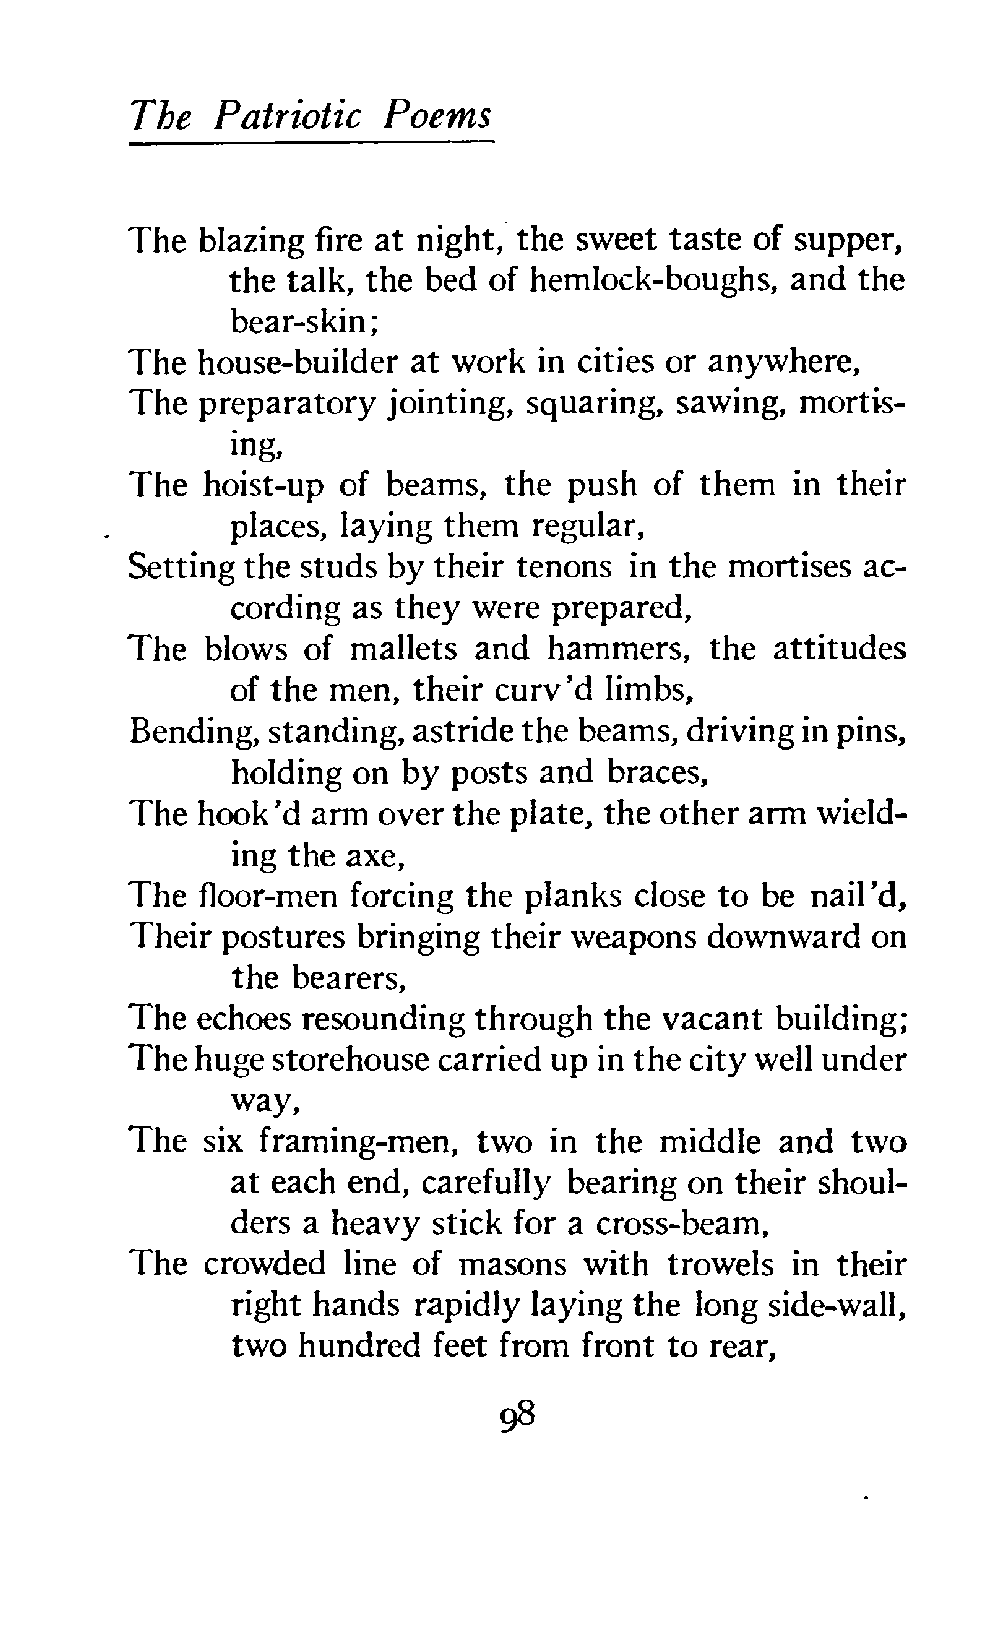 The Patriotic Poems
The blazing fire at night, the sweet taste of supper,
the talk, the bed of hemlock-boughs, and the
bear-skin;
The house-builder at work in cities or anywhere,
The preparatory jointing, squaring, sawing, mortis-
ing,
The hoist-up of beams, the push of them in their
places, laying them regular,
Setting the studs by their tenons in the mortises ac-
cording as they were prepared,
The blows of mallets and hammers, the attitudes
of the men, their curv'd limbs,
Bending, standing, astride the beams, driving in pins,
holding on by posts and braces,
The hook'd arm over the plate, the other arm wield-
ing the axe,
The floor-men forcing the planks close to be nail'd,
Their postures bringing their weapons downward on
the bearers,
The echoes resounding through the vacant building;
The huge storehouse carried up in the city well under
way,
The six framing-men, two in the middle and two
at each end, carefully bearing on their shoul-
ders a heavy stick for a cross-beam,
The crowded line of masons with trowels in their
right hands rapidly laying the long side-wall,
two hundred feet from front to rear,
98